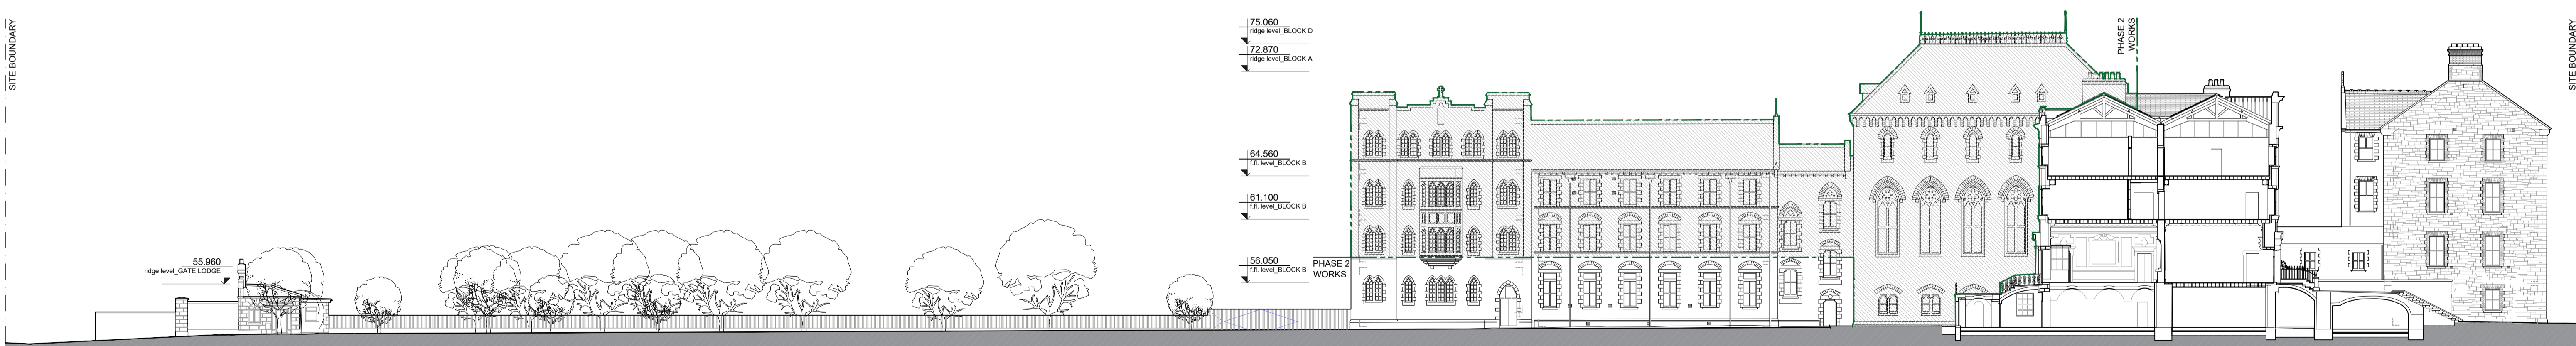 SITE BOUNDARY
75.060
ridge level_BLOCK D
72.870
ridge level_BLOCK A
64.560
f.fl. level_BLOCK B
61.100
f.fl. level_BLOCK B
56.050
f.fl. level_BLOCK B
55.960
ridge level_GATE LODGE
PHASE 2
WORKS
PHASE 2
WORKS
SITE BOUNDARY